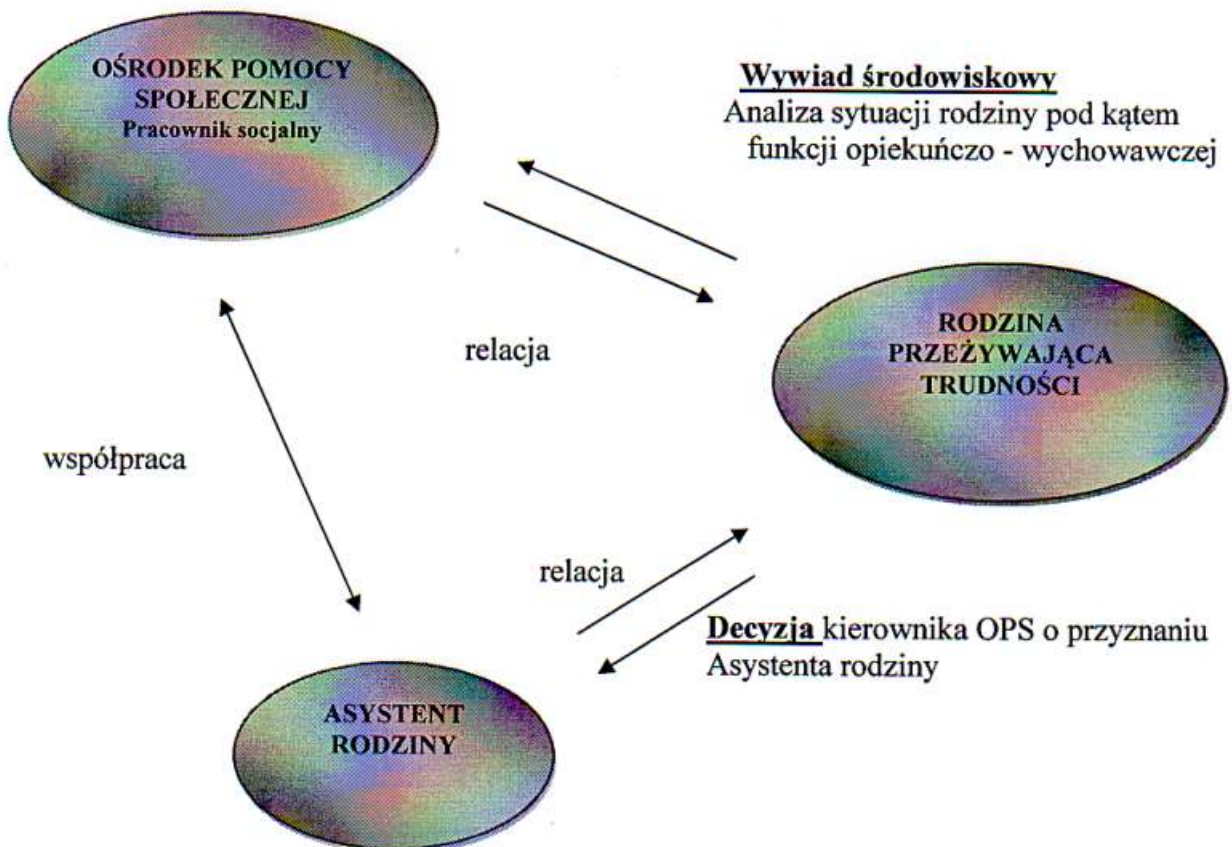 OŚRODEK POMOCY
SPOŁECZNEJ
Pracownik socjalny
Wywiad środowiskowy
Analiza sytuacji rodziny pod kątem
funkcji opiekuńczo - wychowawczej
RODZINA
PRZEŻYWAJĄCA
TRUDNOŚCI
relacja
współpraca
relacja
Decyzja kierownika OPS o przyznaniu
Asystenta rodziny
ASYSTENT
RODZINY